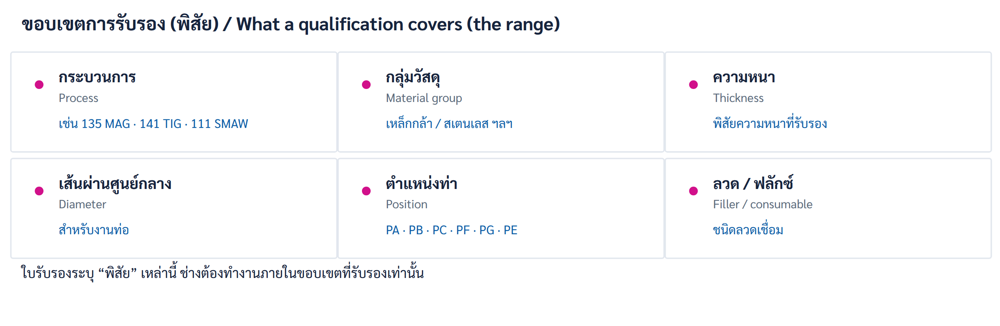 ขอบเขตการรับรอง (พิสัย) / What a qualification covers (the range)
กระบวนการ
Process
เช่น 135 MAG · 141 TIG · 111 SMAW
กลุ่มวัสดุ
Material group
เหล็กกล้า / สเตนเลส ฯลฯ
ความหนา
Thickness
พิสัยความหนาที่รับรอง
เส้นผ่านศูนย์กลาง
Diameter
สำหรับงานท่อ
ตำแหน่งท่า
Position
PA · PB · PC · PF · PG · PE
ลวด / ฟลักซ์
Filler / consumable
ชนิดลวดเชื่อม
ใบรับรองระบุ “พิสัย” เหล่านี้ ช่างต้องทำงานภายในขอบเขตที่รับรองเท่านั้น